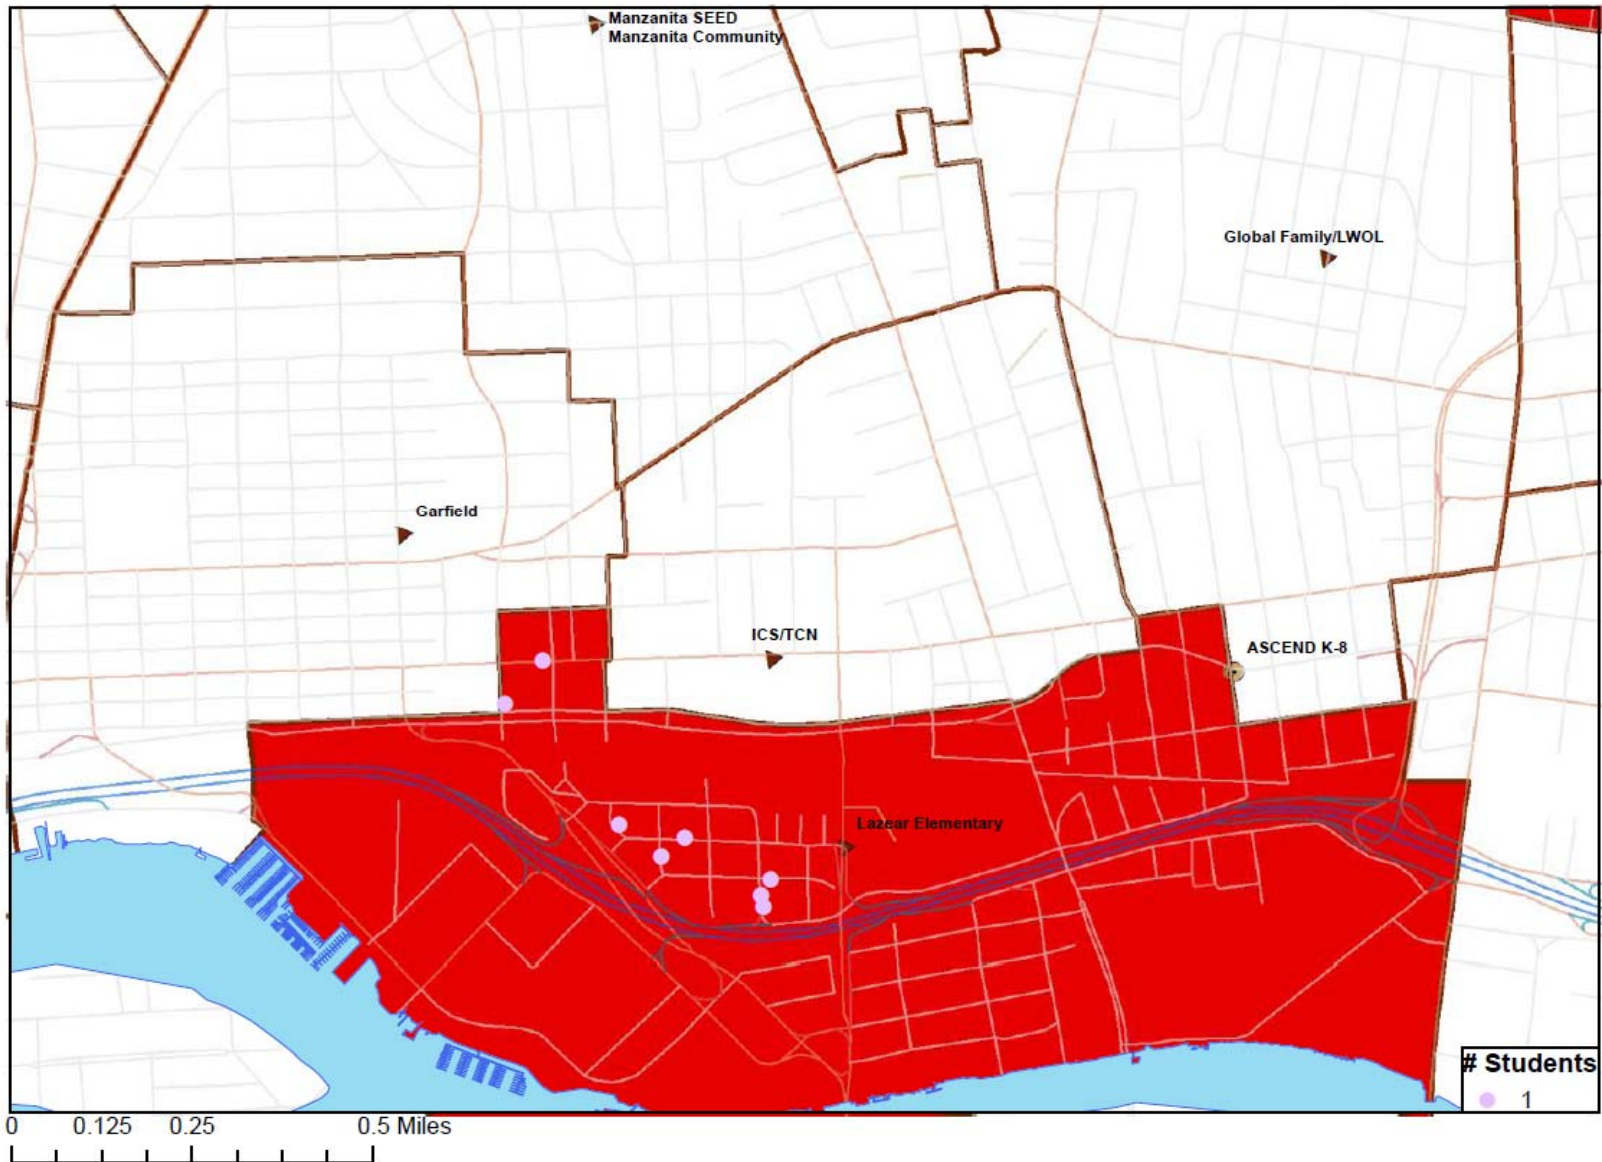 Manzanita SEED
Manzanita Community
Global Family/LWOL
Garfield
ICS/TCN
ASCEND K-8
Lazear Elementary
# Students
1
0 0.125 0.25 0.5 Miles